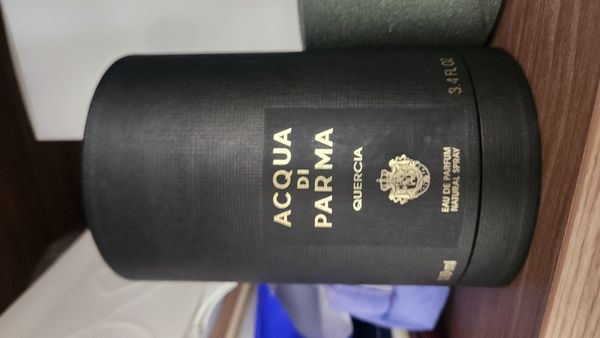 ACQUA
DI
PARMA
QUERCIA
EAU DE PARFUM
NATURAL SPRAY
3.4 FL OZ